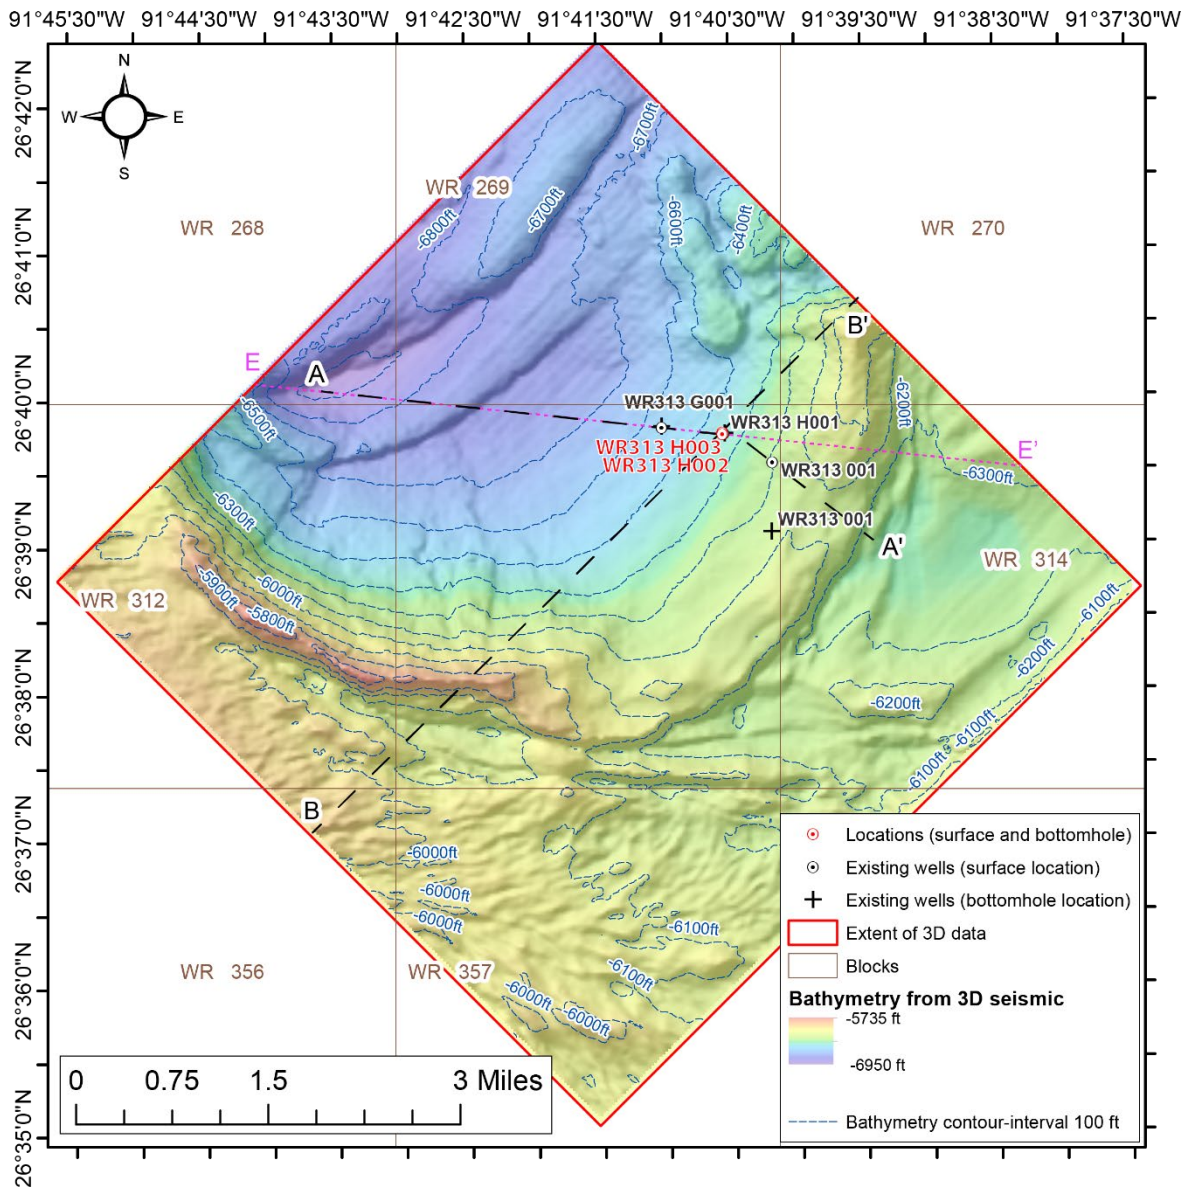 91°45'30"W 91°44'30"W 91°43'30"W 91°42'30"W 91°41'30"W 91°40'30"W 91°39'30"W 91°38'30"W 91°37'30"W
26°42'0"N
26°41'0"N
26°40'0"N
26°39'0"N
26°38'0"N
26°37'0"N
26°36'0"N
26°35'0"N
N
W E
S
-6700ft
WR 269
-6700ft
-6600ft
-6400ft
WR 268
-6800ft
WR 270
B'
E
A
-6200ft
-6500ft
WR313 G001
WR313 H001
WR313 H003
WR313 H002
E'
WR313 001
-6300ft
-6300ft
WR313 001
A'
WR 314
-5900ft
-6000ft
WR 312
-5800ft
-6100ft
-6200ft
-6200ft
-6100ft
-6100ft
B
-6000ft
-6000ft
-6000ft
-6100ft
-6100ft
WR 356
WR 357
-6000ft
-6000ft
Locations (surface and bottomhole)
Existing wells (surface location)
Existing wells (bottomhole location)
Extent of 3D data
Blocks
Bathymetry from 3D seismic
-5735 ft
-6950 ft
Bathymetry contour-interval 100 ft
0 0.75 1.5 3 Miles